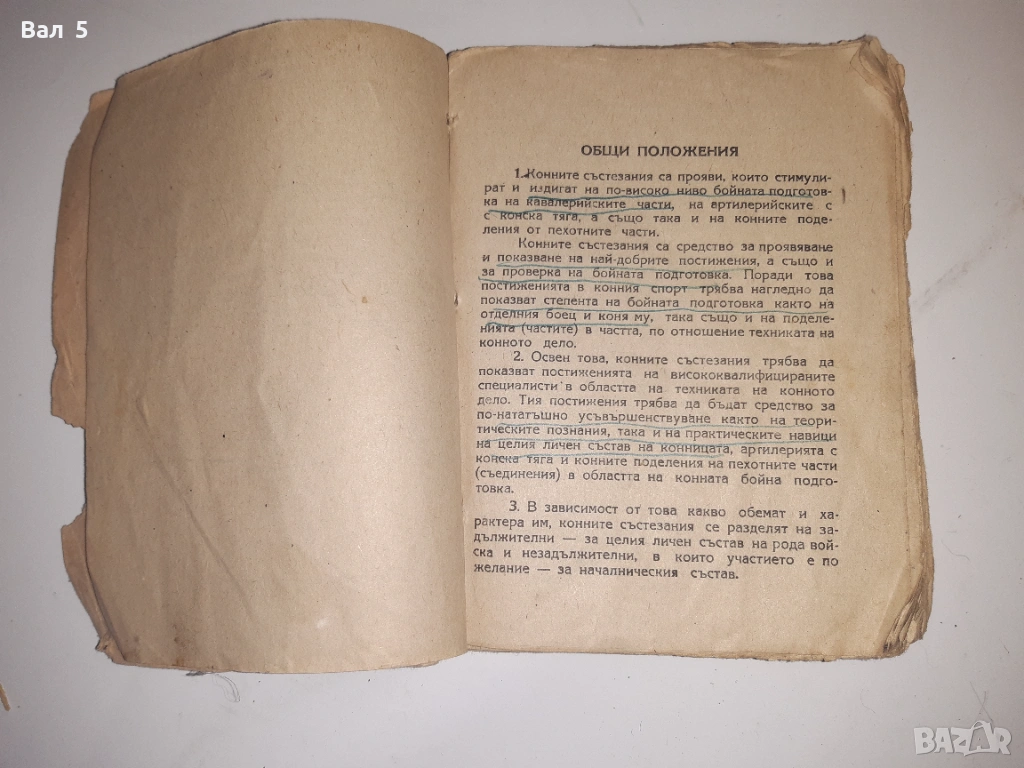 Вал 5
ОБЩИ ПОЛОЖЕНИЯ
1. Конните състезания са прояви, които стимули-
рат и издигат на по-високо ниво бойната подготов-
ка на кавалерийските части, на артилерийските с
с конска тяга, а също така и на конните поде-
ления от пехотните части.
Конните състезания са средство за проявяване
и показване на най-добрите постижения, а също и
за проверка на бойната подготовка. Поради това
постиженията в конния спорт трябва нагледно да
показват степента на бойната подготовка както на
отделния боец и коня му, така също и на поделе-
нията (частите) в частта, по отношение техниката на
конното дело.
2. Освен това, конните състезания трябва да
показват постиженията на висококвалифицираните
специалисти в областта на техниката на конното
дело. Тия постижения трябва да бъдат средство за
по-нататъшно усъвършенствуване както на теори-
тическите познания, така и на практическите навици
на целия личен състав на конницата, артилерията с
конска тяга и конните поделения на пехотните части
(съединения) в областта на конната бойна подго-
товка.
3. В зависимост от това какво обемат и ха-
рактера им, конните състезания се разделят на за-
дължителни — за целия личен състав на рода вой-
ска и незадължителни, в които участието е по
желание — за началническия състав.
BAZAR